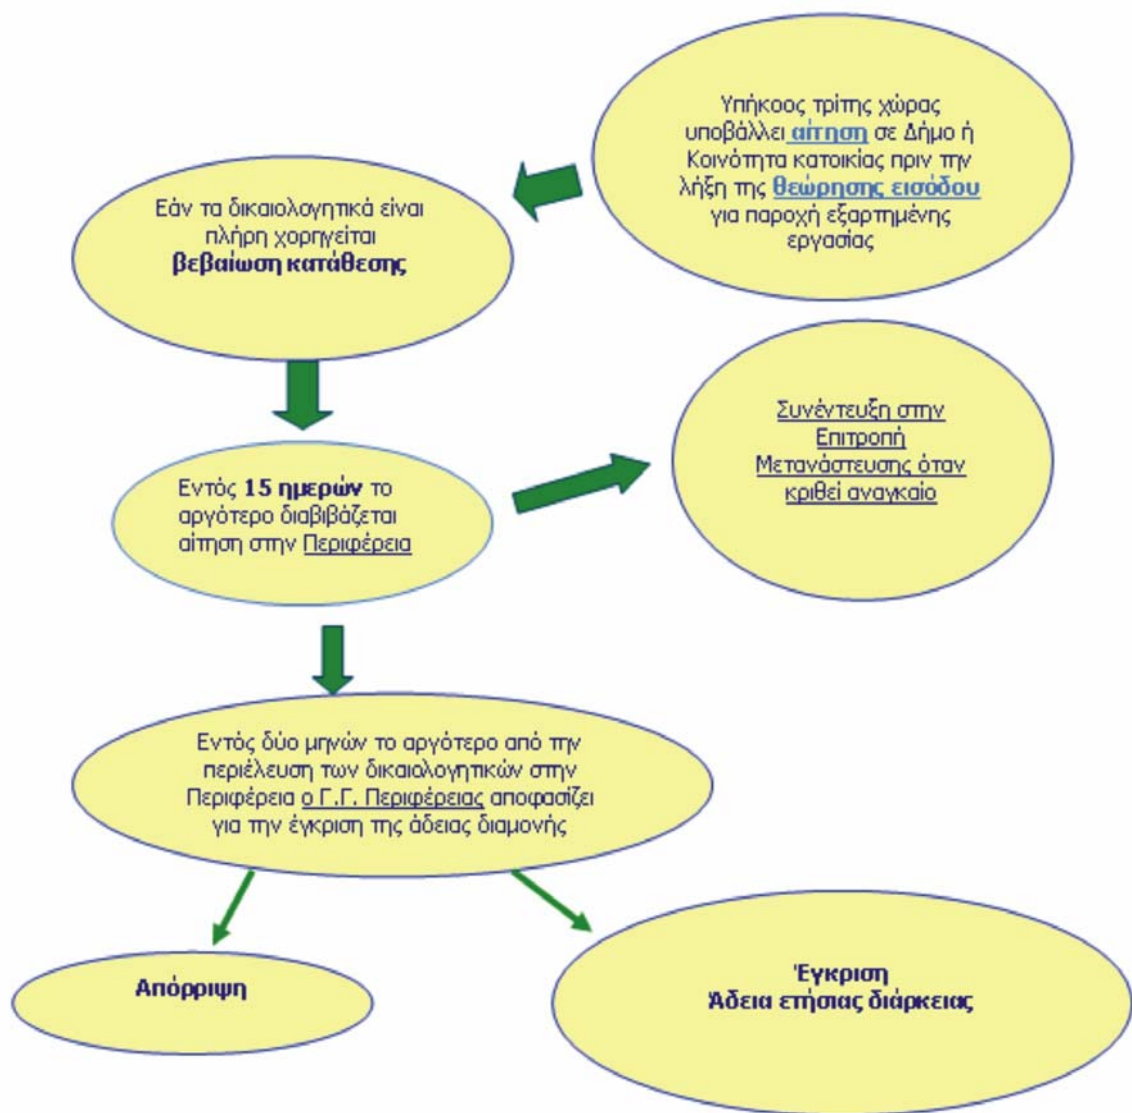 Υπήκοος τρίτης χώρας
υποβάλλει αίτηση σε Δήμο ή
Κοινότητα κατοικίας πριν την
λήξη της θεώρησης εισόδου
για παροχή εξαρτημένης
εργασίας
Εάν τα δικαιολογητικά είναι
πλήρη χορηγείται
βεβαίωση κατάθεσης
Εντός 15 ημερών το
αργότερο διαβιβάζεται
αίτηση στην Περιφέρεια
Συνέντευξη στην
Επιτροπή
Μετανάστευσης όταν
κριθεί αναγκαίο
Εντός δύο μηνών το αργότερο από την
περιέλευση των δικαιολογητικών στην
Περιφέρεια ο Γ.Γ. Περιφέρειας αποφασίζει
για την έγκριση της άδειας διαμονής
Απόρριψη
Έγκριση
Άδεια ετήσιας διάρκειας